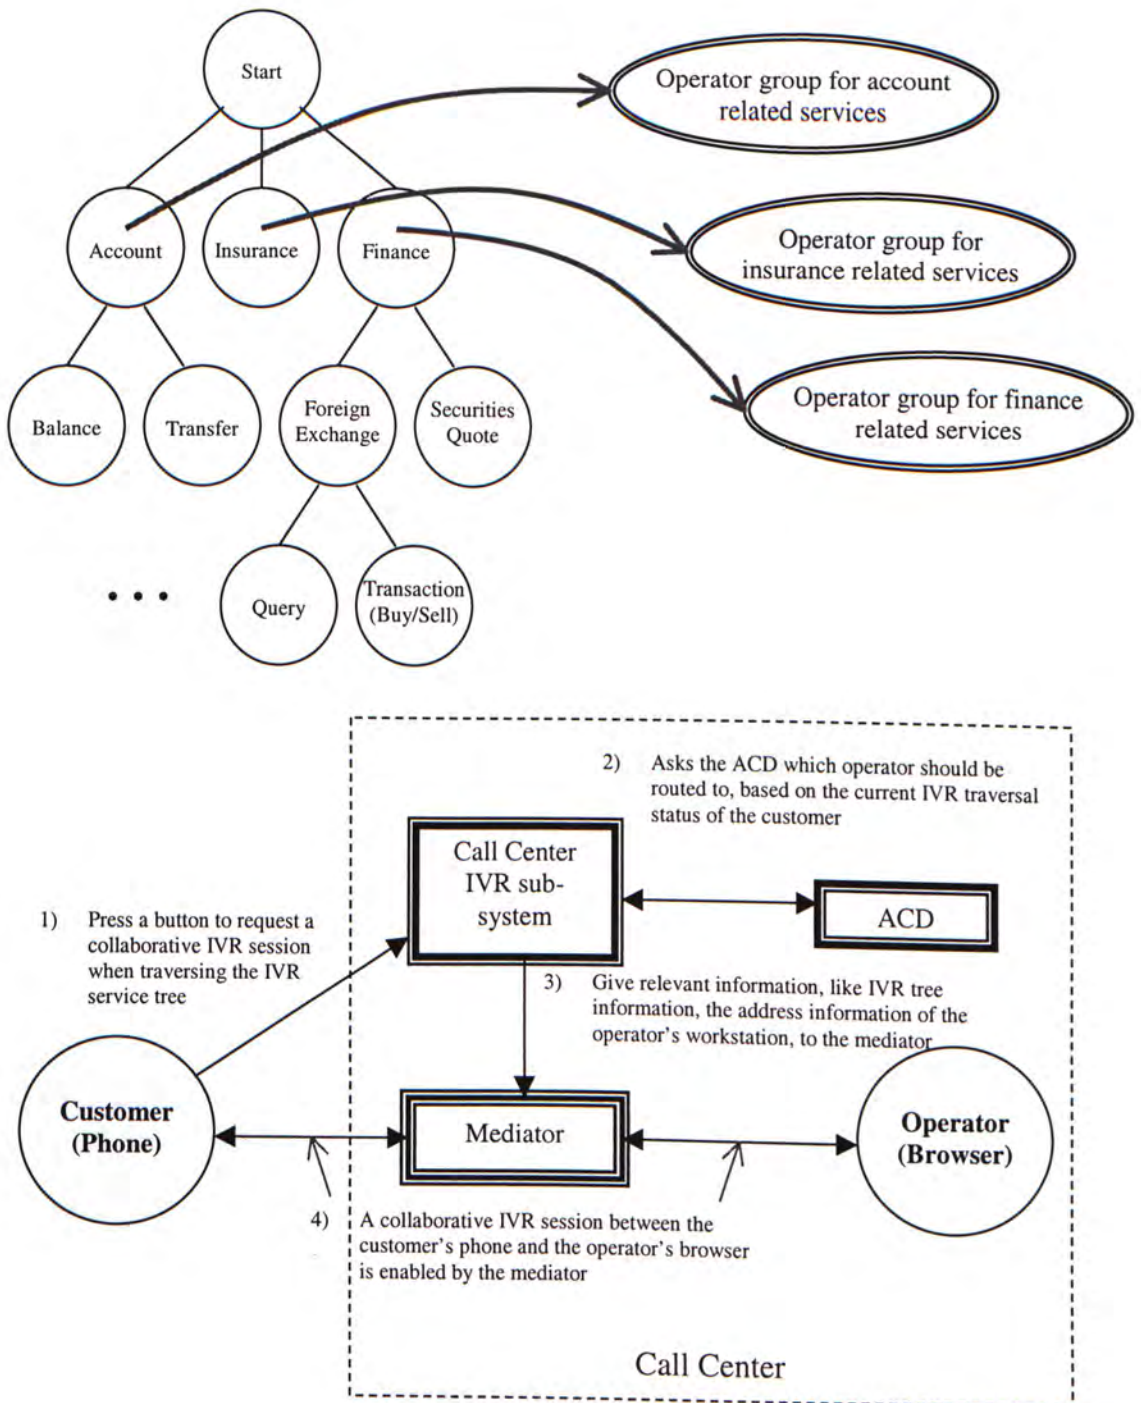 Start
Operator group for account
related services
Account
Insurance
Finance
Operator group for
insurance related services
Balance
Transfer
Foreign
Exchange
Securities
Quote
Operator group for finance
related services
Query
Transaction
(Buy/Sell)
2) Asks the ACD which operator should be
routed to, based on the current IVR traversal
status of the customer
Call Center
IVR sub-
system
ACD
1) Press a button to request a
collaborative IVR session
when traversing the IVR
service tree
3) Give relevant information, like IVR tree
information, the address information of the
operator's workstation, to the mediator
Customer
(Phone)
Mediator
Operator
(Browser)
4) A collaborative IVR session between the
customer's phone and the operator's browser
is enabled by the mediator
Call Center